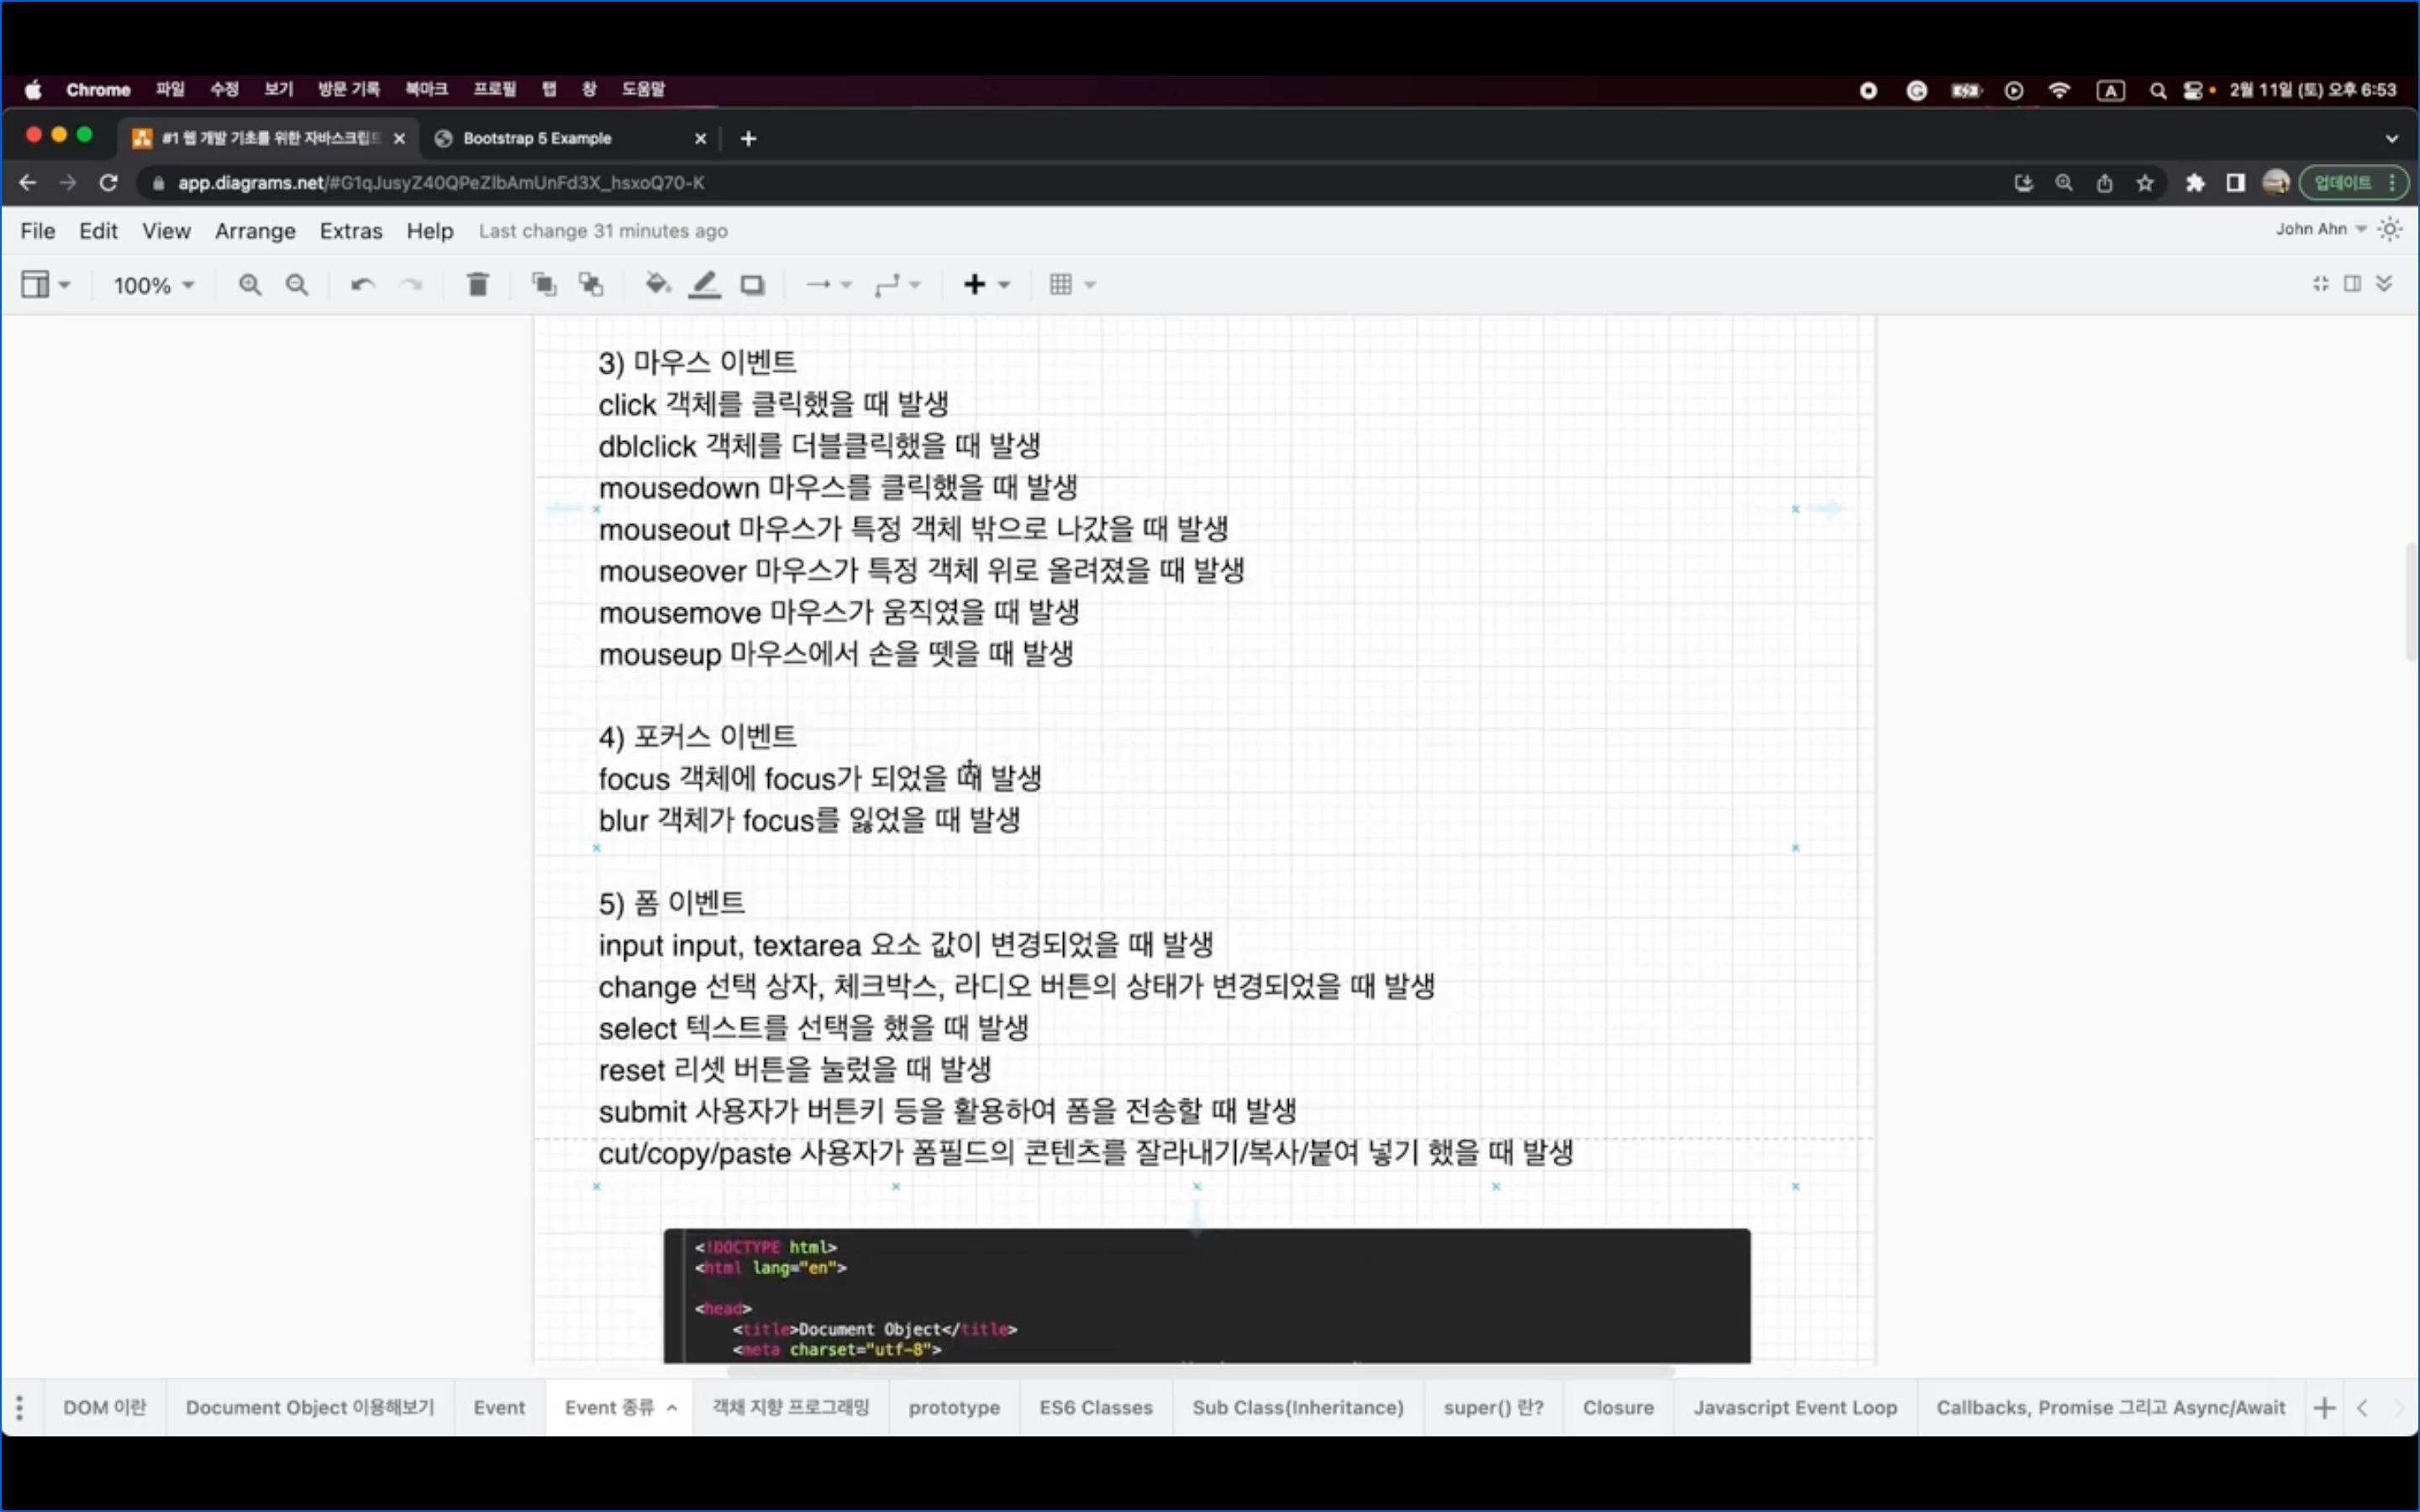 Chrome 파일 수정 보기 방문 기록 북마크 프로필 탭 창 도움말 A 2월 11일 (토) 오후 6:53
#1 웹 개발 기초를 위한 자바스크립트 Bootstrap 5 Example
app.diagrams.net/#G1qJusyZ40QPeZlbAmUnFd3X_hsxoQ70-K 업데이트
File Edit View Arrange Extras Help Last change 31 minutes ago John Ahn
100%
3) 마우스 이벤트
click 객체를 클릭했을 때 발생
dblclick 객체를 더블클릭했을 때 발생
mousedown 마우스를 클릭했을 때 발생
mouseout 마우스가 특정 객체 밖으로 나갔을 때 발생
mouseover 마우스가 특정 객체 위로 올려졌을 때 발생
mousemove 마우스가 움직였을 때 발생
mouseup 마우스에서 손을 뗏을 때 발생
4) 포커스 이벤트
focus 객체에 focus가 되었을 때 발생
blur 객체가 focus를 잃었을 때 발생
5) 폼 이벤트
input input, textarea 요소 값이 변경되었을 때 발생
change 선택 상자, 체크박스, 라디오 버튼의 상태가 변경되었을 때 발생
select 텍스트를 선택을 했을 때 발생
reset 리셋 버튼을 눌렀을 때 발생
submit 사용자가 버튼키 등을 활용하여 폼을 전송할 때 발생
cut/copy/paste 사용자가 폼필드의 콘텐츠를 잘라내기/복사/붙여 넣기 했을 때 발생
<!DOCTYPE html>
<html lang="en">
<head>
<title>Document Object</title>
<meta charset="utf-8">
DOM 이란 Document Object 이용해보기 Event Event 종류 객체 지향 프로그래밍 prototype ES6 Classes Sub Class(Inheritance) super() 란? Closure Javascript Event Loop Callbacks, Promise 그리고 Async/Await